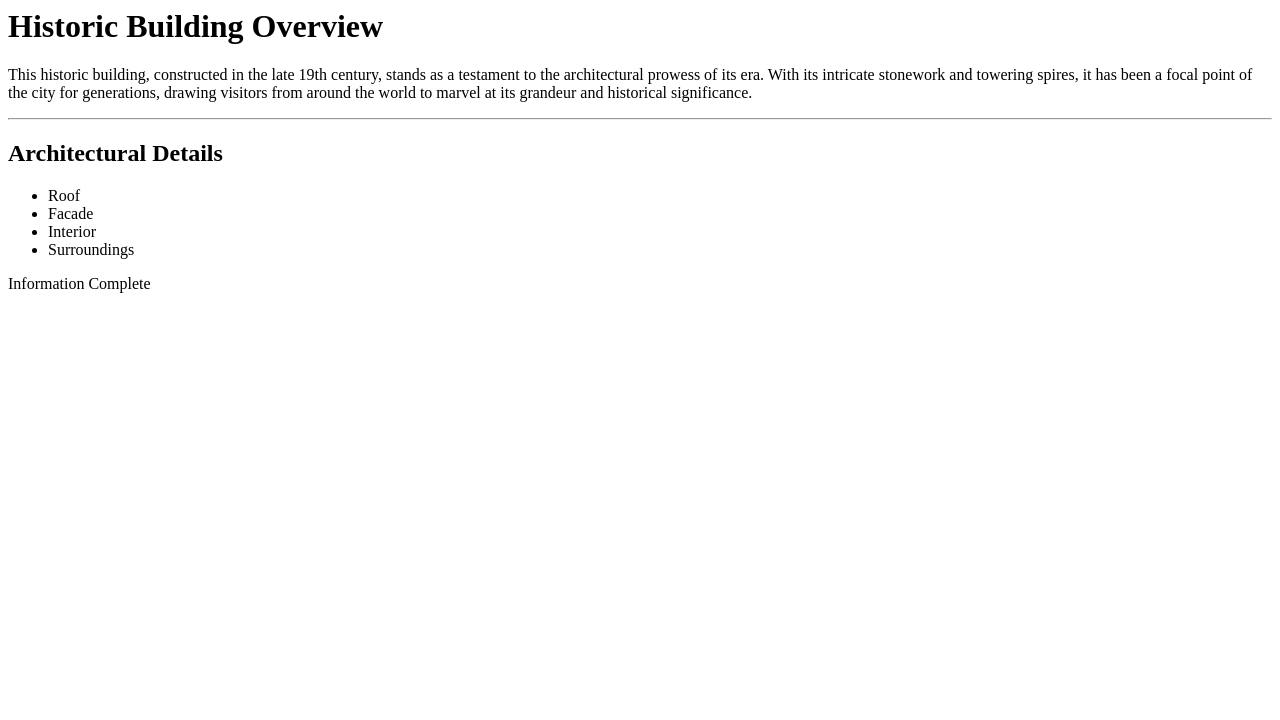 Historic Building Overview
This historic building, constructed in the late 19th century, stands as a testament to the architectural prowess of its era. With its intricate stonework and towering spires, it has been a focal point of
the city for generations, drawing visitors from around the world to marvel at its grandeur and historical significance.
Architectural Details
Roof
Facade
Interior
Surroundings
Information Complete